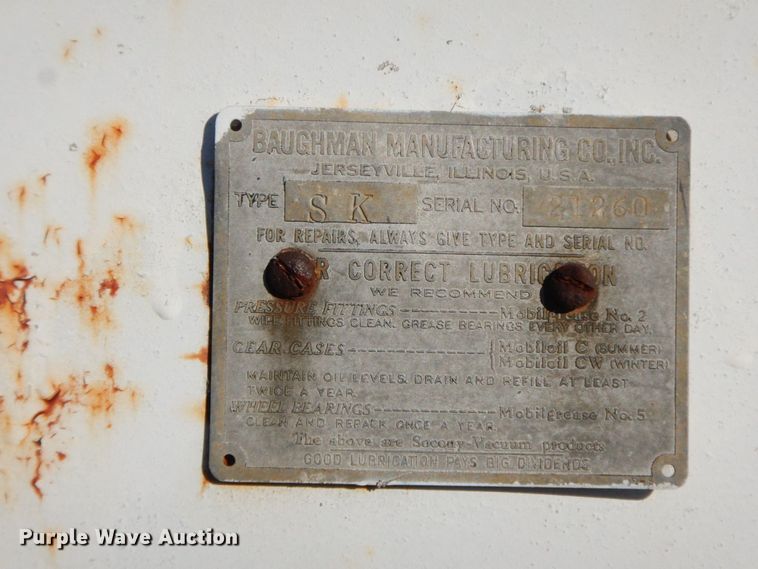 BAUGHMAN MANUFACTURING CO., INC.
JERSEYVILLE, ILLINOIS, U.S.A.
TYPE SK SERIAL NO. 21260
FOR REPAIRS, ALWAYS GIVE TYPE AND SERIAL NO.
R CORRECT LUBRICATION
WE RECOMMEND
PRESSURE FITTINGS Mobilgrease No. 2
WIPE FITTINGS CLEAN. GREASE BEARINGS EVERY OTHER DAY.
GEAR CASES Mobiloil C (SUMMER)
Mobiloil CW (WINTER)
MAINTAIN OIL LEVELS. DRAIN AND REFILL AT LEAST
TWICE A YEAR.
WHEEL BEARINGS Mobilgrease No. 5
CLEAN AND REPACK ONCE A YEAR.
The above are Socony-Vacuum products
GOOD LUBRICATION PAYS BIG DIVIDENDS
Purple Wave Auction